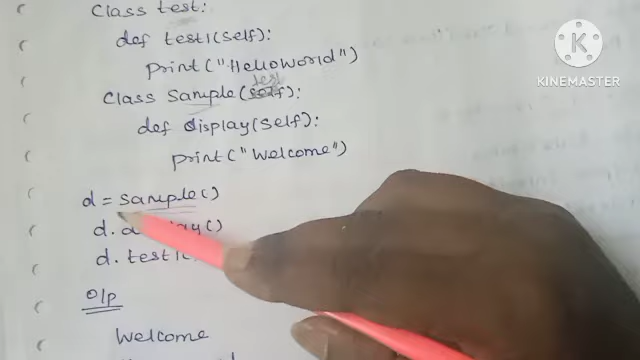 Class test:
def test1(self):
print("HelloWorld")
test
Class Sample(self):
def display(self):
print("Welcome")
d = sample()
d.
d. test1(
o/p
Welcome
K
KINEMASTER